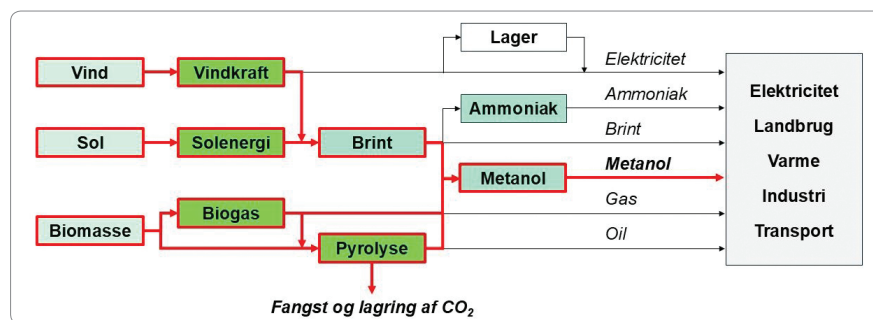 Lager
Elektricitet
Vind
Vindkraft
Elektricitet
Ammoniak
Ammoniak
Landbrug
Brint
Sol
Solenergi
Brint
Metanol
Varme
Metanol
Industri
Gas
Biogas
Transport
Biomasse
Oil
Pyrolyse
Fangst og lagring af CO₂